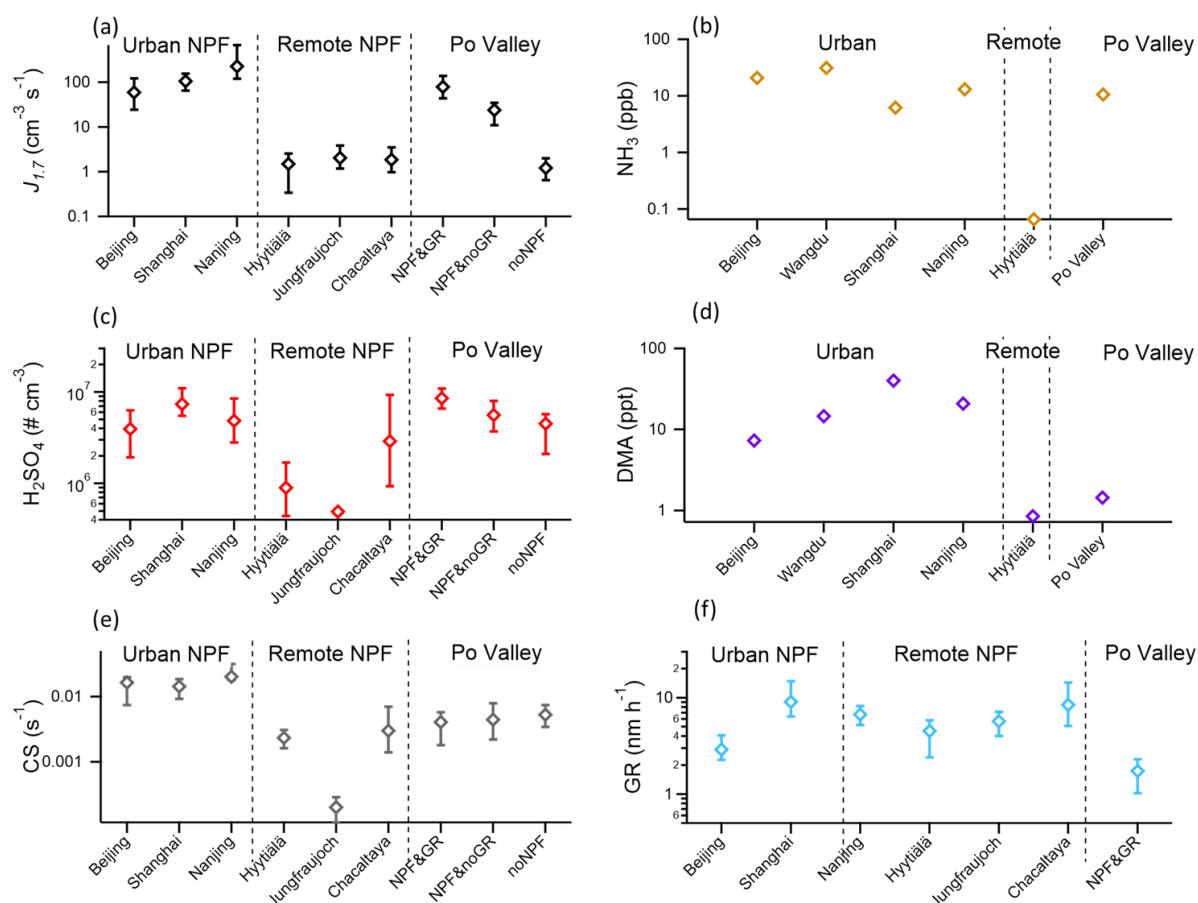 (a)
Urban NPF
Remote NPF
Po Valley
J1.7 (cm⁻³ s⁻¹)
100
10
1
0.1
Beijing
Shanghai
Nanjing
Hyytiälä
Jungfraujoch
Chacaltaya
NPF&GR
NPF&noGR
noNPF
(b)
Urban
Remote
Po Valley
NH₃ (ppb)
100
10
1
0.1
Beijing
Wangdu
Shanghai
Nanjing
Hyytiälä
Po Valley
(c)
Urban NPF
Remote NPF
Po Valley
H₂SO₄ (# cm⁻³)
2
10⁷
6
4
2
10⁶
6
4
Beijing
Shanghai
Nanjing
Hyytiälä
Jungfraujoch
Chacaltaya
NPF&GR
NPF&noGR
noNPF
(d)
Urban
Remote
Po Valley
DMA (ppt)
100
10
1
Beijing
Wangdu
Shanghai
Nanjing
Hyytiälä
Po Valley
(e)
Urban NPF
Remote NPF
Po Valley
CS (s⁻¹)
0.01
0.001
Beijing
Shanghai
Nanjing
Hyytiälä
Jungfraujoch
Chacaltaya
NPF&GR
NPF&noGR
noNPF
(f)
Urban NPF
Remote NPF
Po Valley
GR (nm h⁻¹)
2
10
6
4
2
1
6
Beijing
Shanghai
Nanjing
Hyytiälä
Jungfraujoch
Chacaltaya
NPF&GR